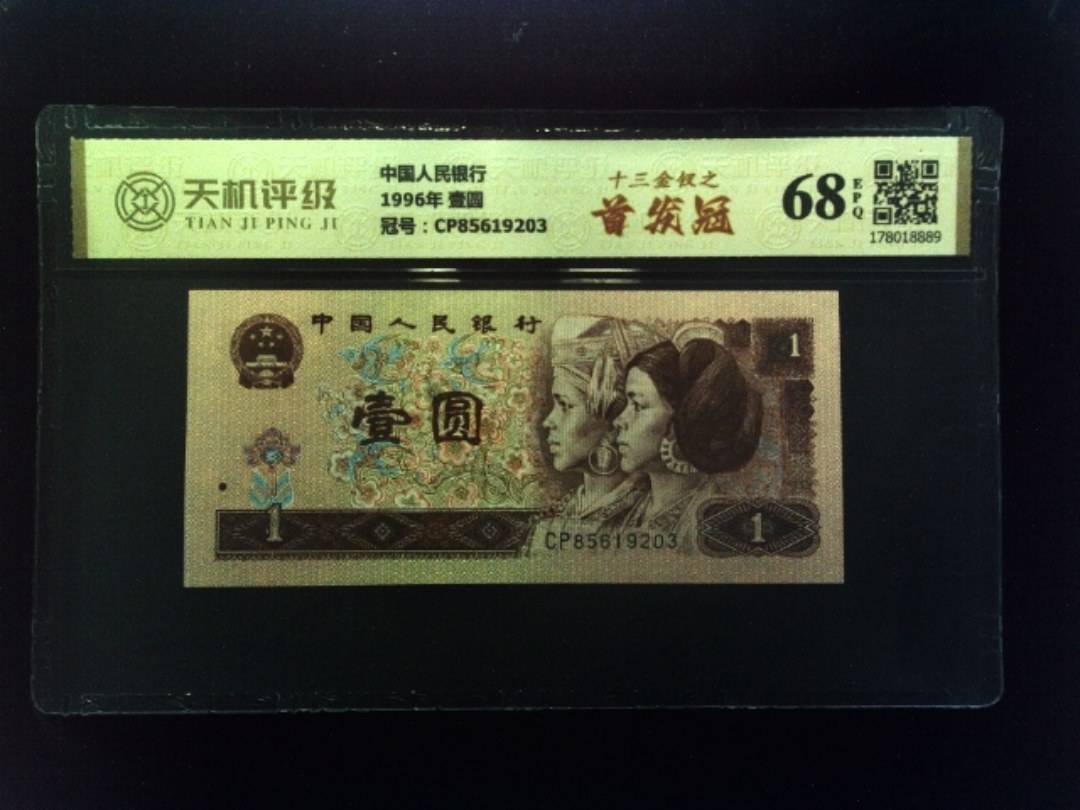 天机评级
TIAN JI PING JI
中国人民银行
1996年 壹圆
冠号：CP85619203
十三金钗之
首发冠
68
EPQ
178018889
中国人民银行
1
壹圆
1
CP85619203
1